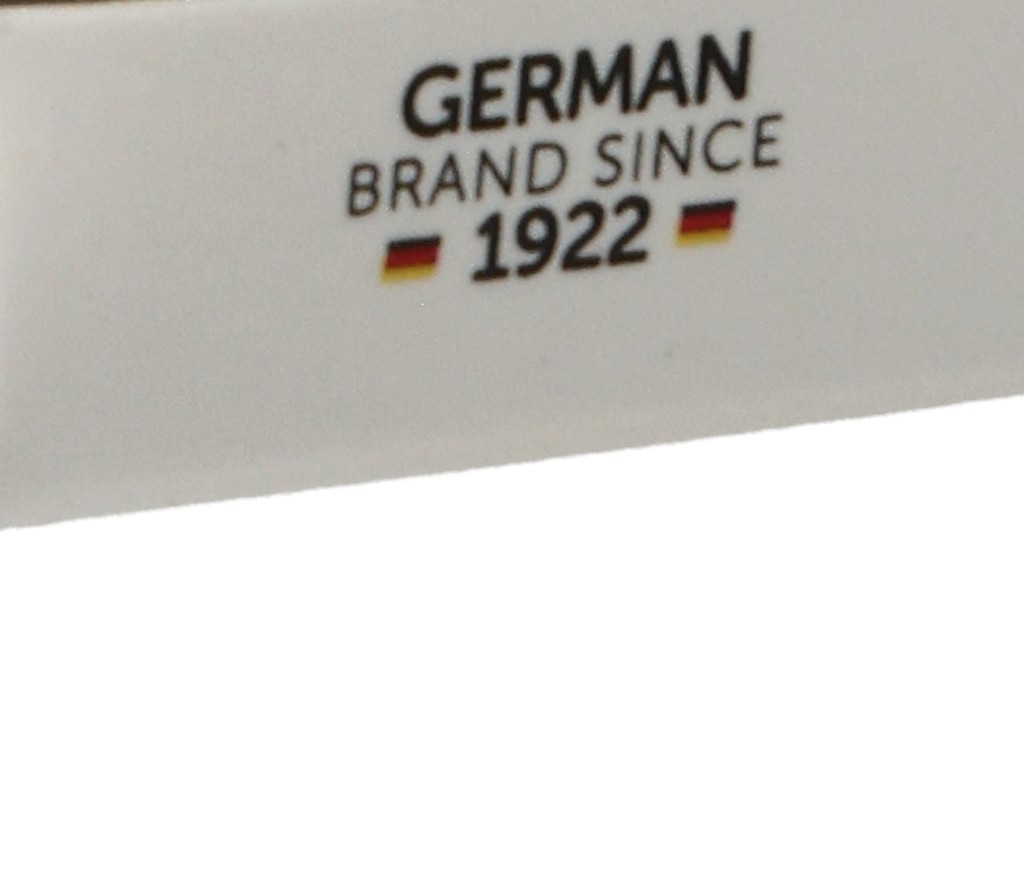 GERMAN
BRAND SINCE
1922